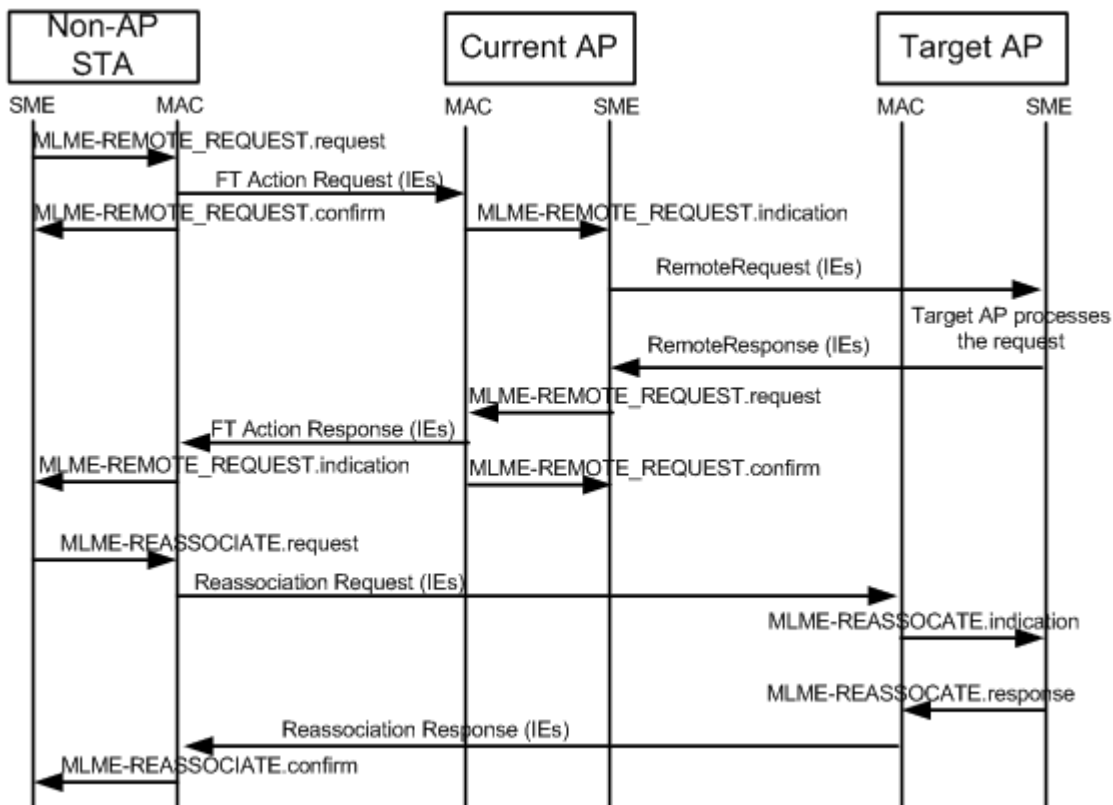 Non-AP
STA
Current AP
Target AP
SME
MAC
MAC
SME
MAC
SME
MLME-REMOTE_REQUEST.request
FT Action Request (IEs)
MLME-REMOTE_REQUEST.confirm
MLME-REMOTE_REQUEST.indication
RemoteRequest (IEs)
Target AP processes
the request
RemoteResponse (IEs)
MLME-REMOTE_REQUEST.request
FT Action Response (IEs)
MLME-REMOTE_REQUEST.indication
MLME-REMOTE_REQUEST.confirm
MLME-REASSOCIATE.request
Reassociation Request (IEs)
MLME-REASSOCATE.indication
MLME-REASSOCATE.response
Reassociation Response (IEs)
MLME-REASSOCIATE.confirm